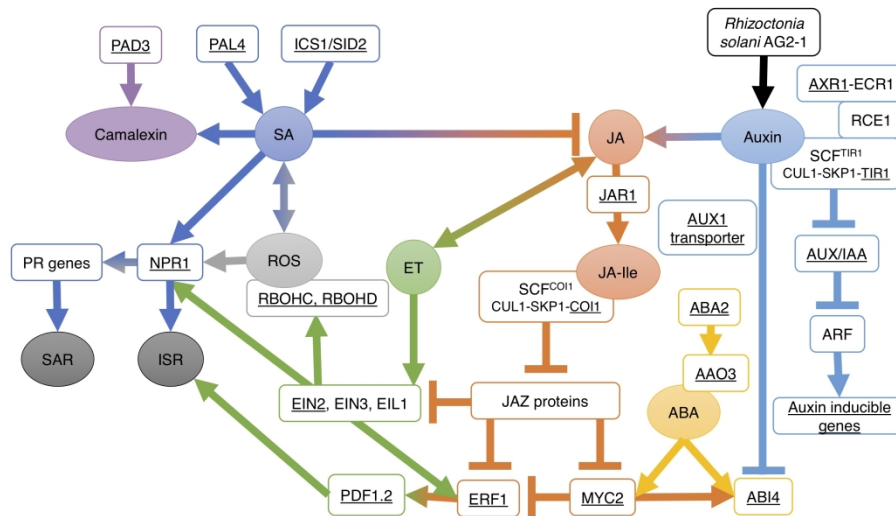 PAD3
PAL4
ICS1/SID2
Rhizoctonia
solani AG2-1
AXR1-ECR1
RCE1
Camalexin
SA
JA
Auxin
SCFTIR1
CUL1-SKP1-TIR1
JAR1
AUX1
transporter
PR genes
NPR1
ROS
ET
JA-Ile
AUX/IAA
RBOHC, RBOHD
SCFCOI1
CUL1-SKP1-COI1
ABA2
SAR
ISR
AAO3
ARF
EIN2, EIN3, EIL1
JAZ proteins
ABA
Auxin inducible
genes
PDF1.2
ERF1
MYC2
ABI4